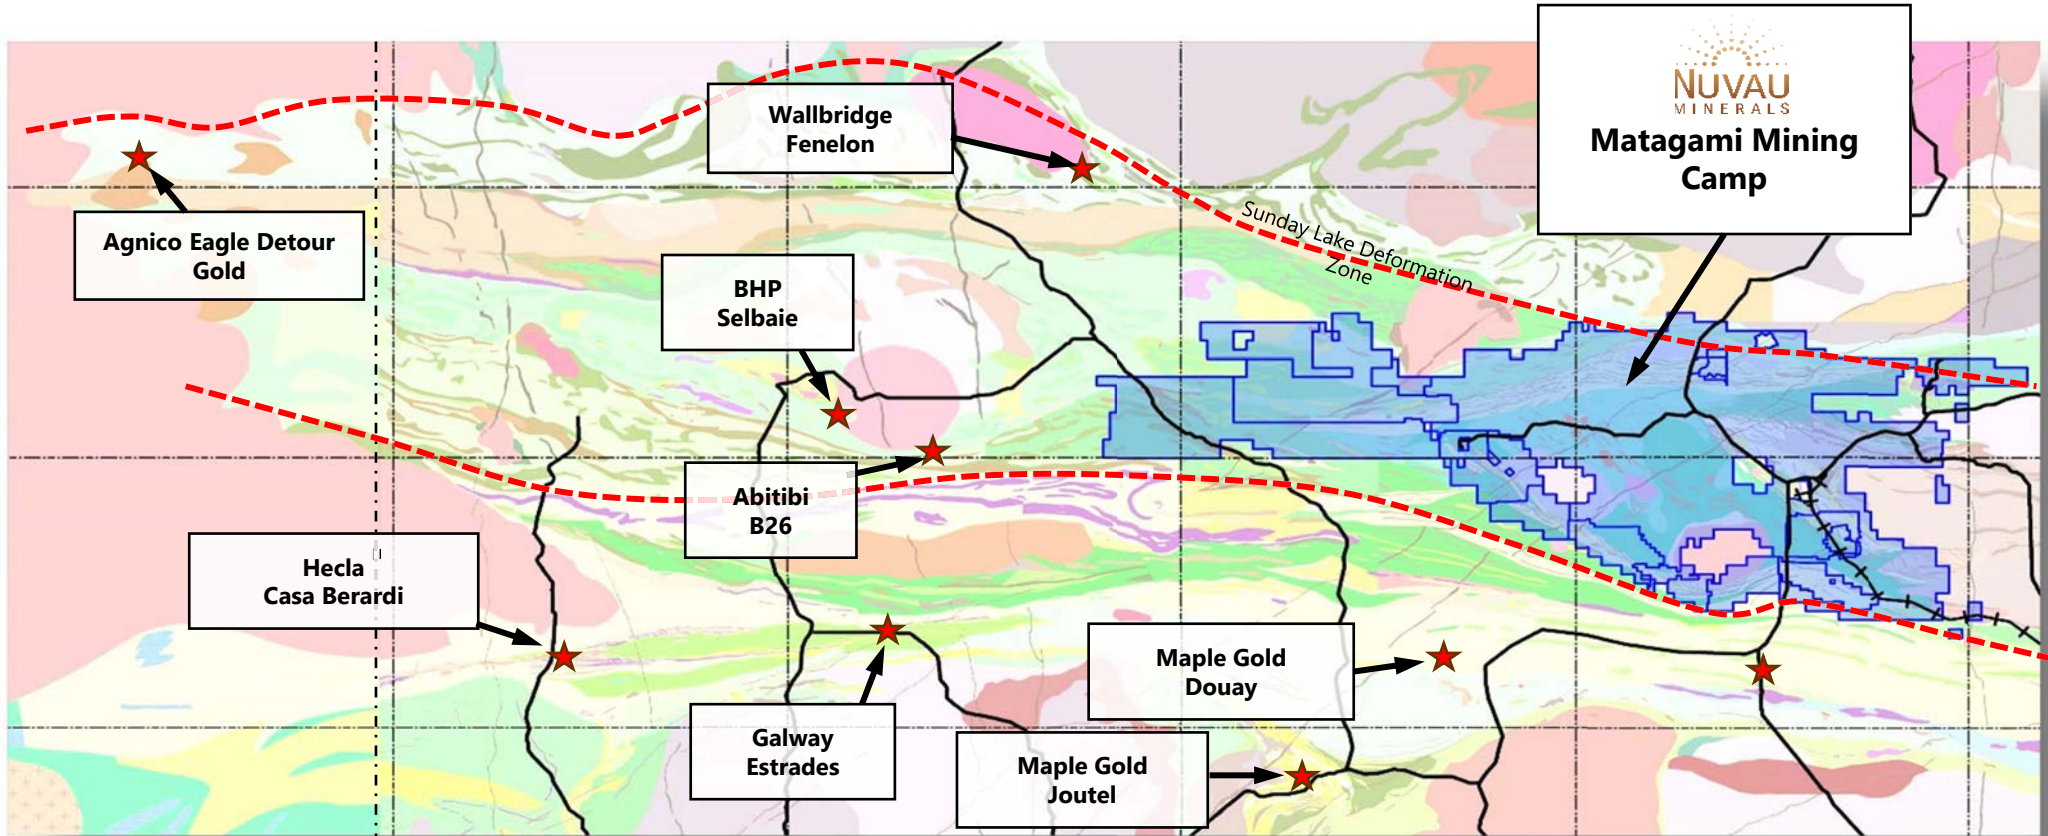 NUVAU
MINERALS
Matagami Mining
Camp
Wallbridge
Fenelon
Agnico Eagle Detour
Gold
Sunday Lake Deformation
Zone
BHP
Selbaie
Abitibi
B26
Hecla
Casa Berardi
Maple Gold
Douay
Galway
Estrades
Maple Gold
Joutel